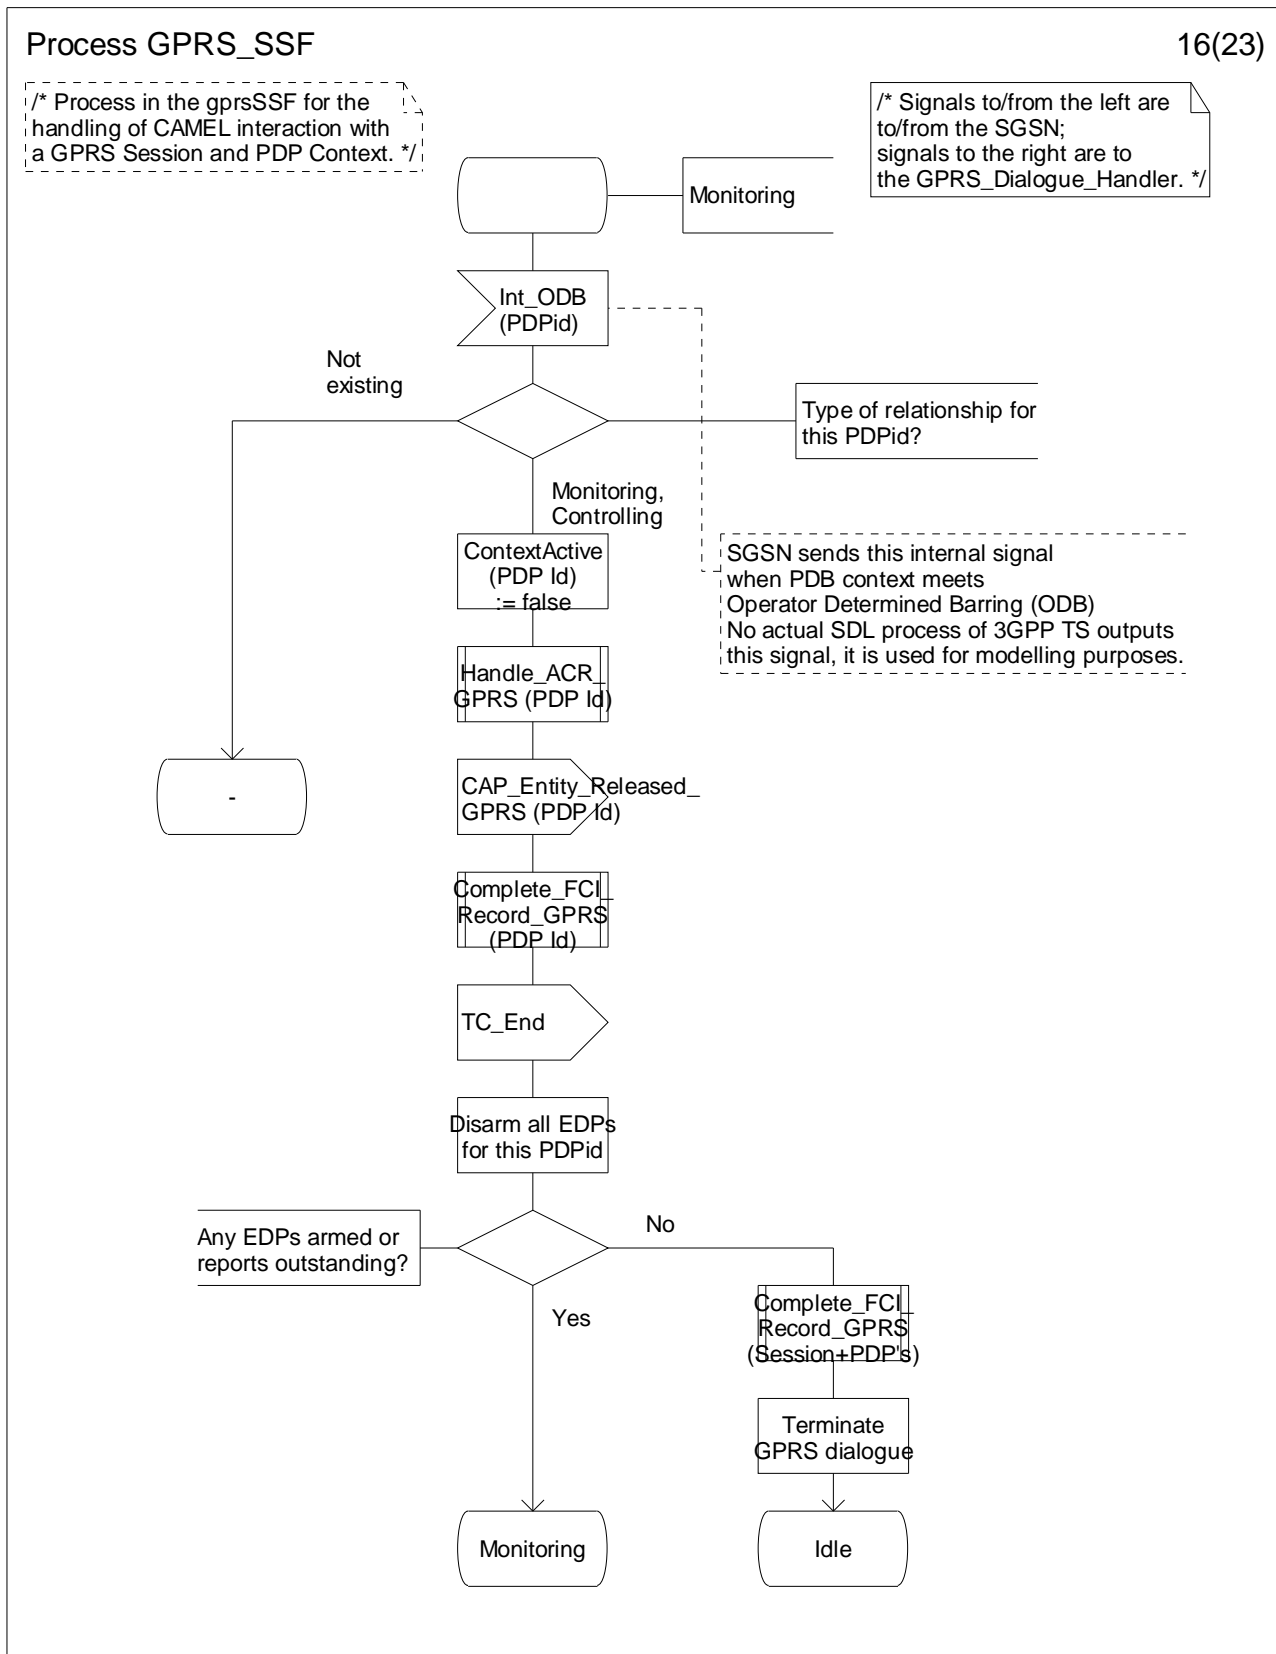 Process GPRS_SSF
16(23)
/* Process in the gprsSSF for the
handling of CAMEL interaction with
a GPRS Session and PDP Context. */
/* Signals to/from the left are
to/from the SGSN;
signals to the right are to
the GPRS_Dialogue_Handler. */
Monitoring
Int_ODB
(PDPid)
Not
existing
Type of relationship for
this PDPid?
Monitoring,
Controlling
ContextActive
(PDP Id)
:= false
SGSN sends this internal signal
when PDB context meets
Operator Determined Barring (ODB)
No actual SDL process of 3GPP TS outputs
this signal, it is used for modelling purposes.
Handle_ACR_
GPRS (PDP Id)
-
CAP_Entity_Released_
GPRS (PDP Id)
Complete_FCI_
Record_GPRS
(PDP Id)
TC_End
Disarm all EDPs
for this PDPid
Any EDPs armed or
reports outstanding?
No
Yes
Complete_FCI_
Record_GPRS
(Session+PDP's)
Terminate
GPRS dialogue
Monitoring
Idle